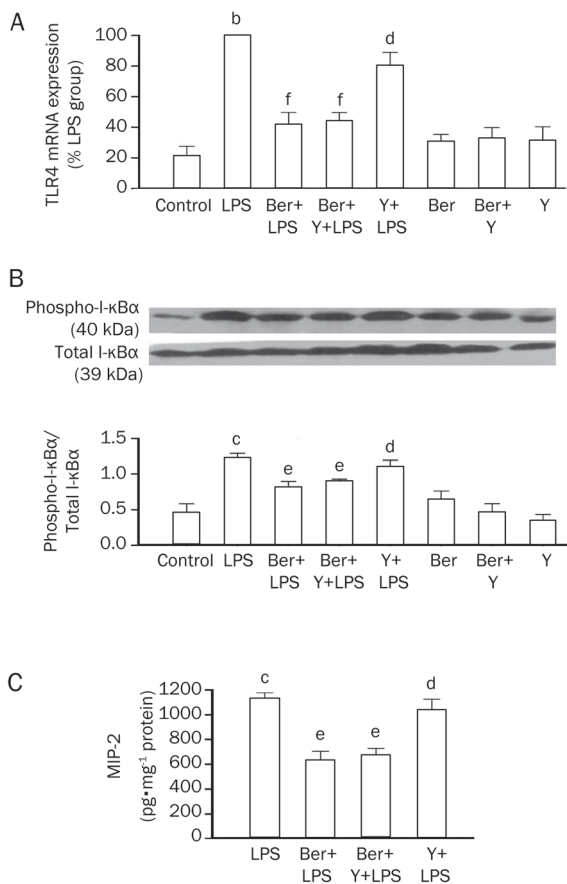 A
TLR4 mRNA expression
(% LPS group)
100
80
60
40
20
0
b
f
f
d
Control LPS Ber+ Ber+ Y+ Ber Ber+ Y
LPS Y+LPS LPS Y
B
Phospho-I-κBα
(40 kDa)
Total I-κBα
(39 kDa)
Phospho-I-κBα/
Total I-κBα
1.5
1.0
0.5
0.0
c
e
e
d
Control LPS Ber+ Ber+ Y+ Ber Ber+ Y
LPS Y+LPS LPS Y
C
MIP-2
(pg•mg⁻¹ protein)
1200
1000
800
600
400
200
0
c
e
e
d
LPS Ber+ Ber+ Y+
LPS Y+LPS LPS